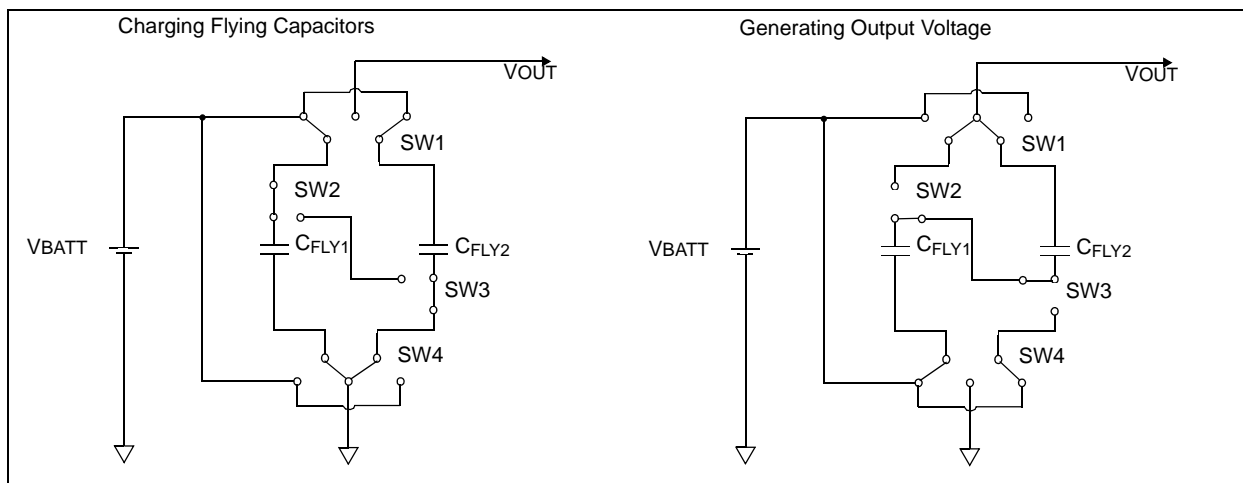 Charging Flying Capacitors
VOUT
SW1
SW2
VBATT
CFLY1
CFLY2
SW3
SW4
Generating Output Voltage
VOUT
SW1
SW2
VBATT
CFLY1
CFLY2
SW3
SW4